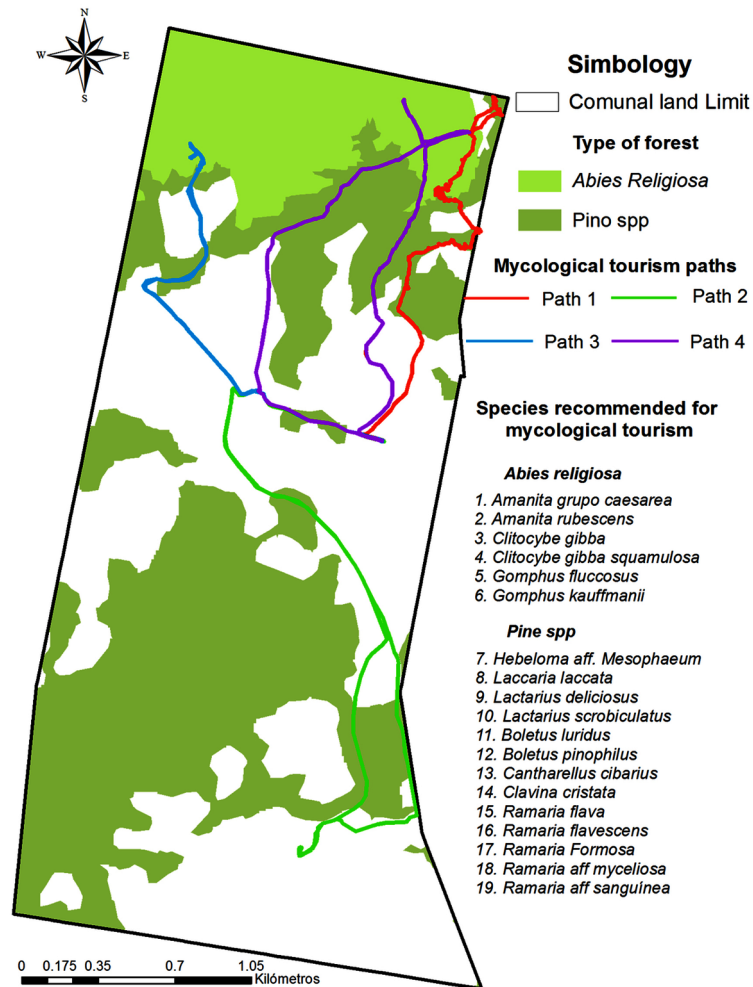 N
W E
S
Simbology
Comunal land Limit
Type of forest
Abies Religiosa
Pino spp
Mycological tourism paths
Path 1 Path 2
Path 3 Path 4
Species recommended for
mycological tourism
Abies religiosa
1. Amanita grupo caesarea
2. Amanita rubescens
3. Clitocybe gibba
4. Clitocybe gibba squamulosa
5. Gomphus fluccosus
6. Gomphus kauffmanii
Pine spp
7. Hebeloma aff. Mesophaeum
8. Laccaria laccata
9. Lactarius deliciosus
10. Lactarius scrobiculatus
11. Boletus luridus
12. Boletus pinophilus
13. Cantharellus cibarius
14. Clavina cristata
15. Ramaria flava
16. Ramaria flavescens
17. Ramaria Formosa
18. Ramaria aff myceliosa
19. Ramaria aff sanguínea
0 0.175 0.35 0.7 1.05
Kilómetros